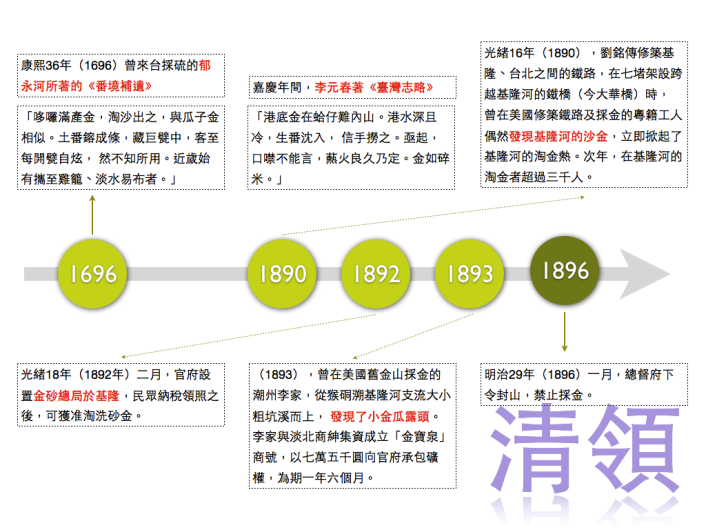 康熙36年（1696）曾來台採硫的郁
永河所著的《番境補遺》
「哆囉滿產金，淘沙出之，與瓜子金
相似。土番鎔成條，藏巨甓中，客至
每開甓自炫， 然不知所用。近歲始
有攜至雞籠、淡水易布者。」
嘉慶年間，李元春著《臺灣志略》
「港底金在蛤仔難內山。港水深且
冷，生番沈入， 信手撈之。亟起，
口噤不能言，爇火良久乃定。金如碎
米。」
光緒16年（1890），劉銘傳修築基
隆、台北之間的鐵路，在七堵架設跨
越基隆河的鐵橋（今大華橋）時，
曾在美國修築鐵路及採金的粵籍工人
偶然發現基隆河的沙金，立即掀起了
基隆河的淘金熱。次年，在基隆河的
淘金者超過三千人。
1696
1890
1892
1893
1896
光緒18年（1892年）二月，官府設
置金砂總局於基隆，民眾納稅領照之
後，可獲准淘洗砂金。
（1893），曾在美國舊金山採金的
潮州李家，從猴硐溯基隆河支流大小
粗坑溪而上， 發現了小金瓜露頭。
李家與淡北商紳集資成立「金寶泉」
商號，以七萬五千圓向官府承包礦
權，為期一年六個月。
明治29年（1896）一月，總督府下
令封山，禁止採金。
清領